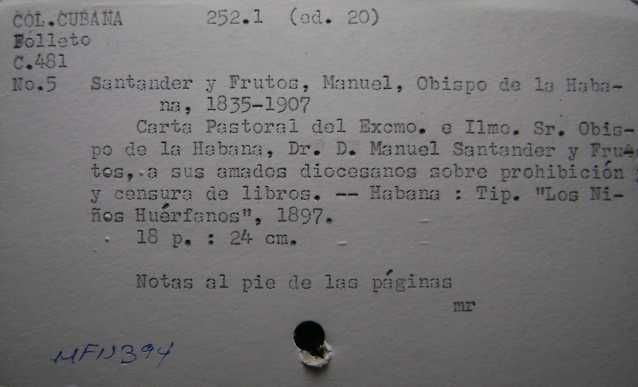 COL.CUBANA 252.1 (ed. 20)
Folleto
C.481
No.5 Santander y Frutos, Manuel, Obispo de la Haba-
na, 1835-1907
Carta Pastoral del Excmo. e Ilmo. Sr. Obis-
po de la Habana, Dr. D. Manuel Santander y Fru-
tos, a sus amados diocesanos sobre prohibición
y censura de libros. -- Habana : Tip. "Los Ni-
ños Huérfanos", 1897.
18 p. : 24 cm.
Notas al pie de las páginas
mr